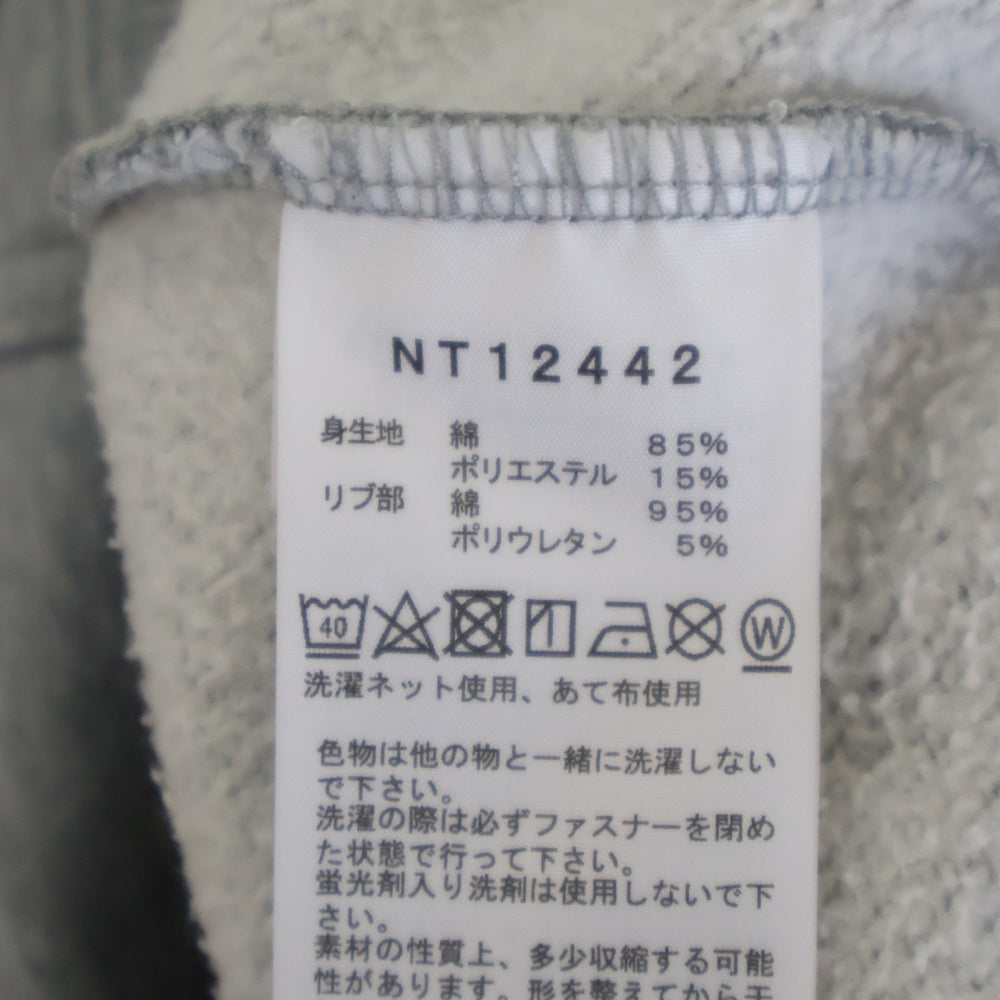 NT12442
身生地 綿 85%
ポリエステル 15%
リブ部 綿 95%
ポリウレタン 5%
40 W
洗濯ネット使用、あて布使用
色物は他の物と一緒に洗濯しない
で下さい。
洗濯の際は必ずファスナーを閉め
た状態で行って下さい。
蛍光剤入り洗剤は使用しないで下
さい。
素材の性質上、多少収縮する可能
性があります。形を整えてから干